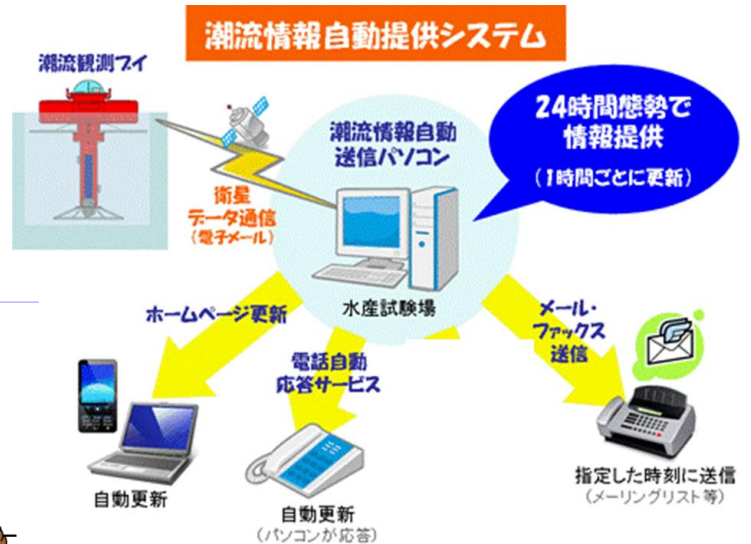 潮流情報自動提供システム
潮流観測ブイ
24時間態勢で
情報提供
(1時間ごとに更新)
潮流情報自動
送信パソコン
衛星
データ通信
(電子メール)
水産試験場
ホームページ更新
電話自動
応答サービス
メール・
ファックス
送信
自動更新
自動更新
(パソコンが応答)
指定した時刻に送信
(メーリングリスト等)